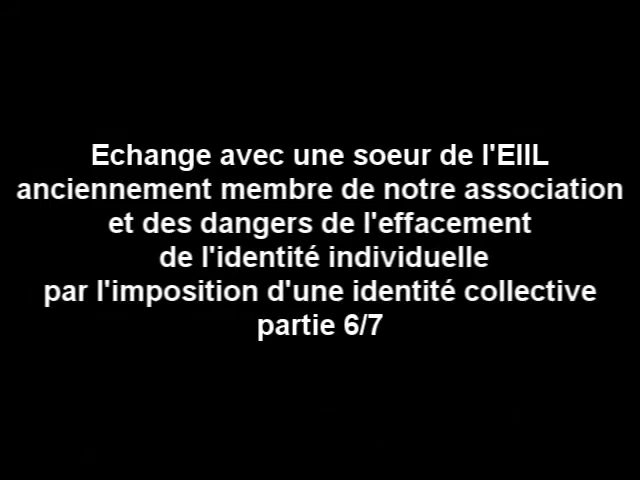 Echange avec une soeur de l'EIIL
anciennement membre de notre association
et des dangers de l'effacement
de l'identité individuelle
par l'imposition d'une identité collective
partie 6/7